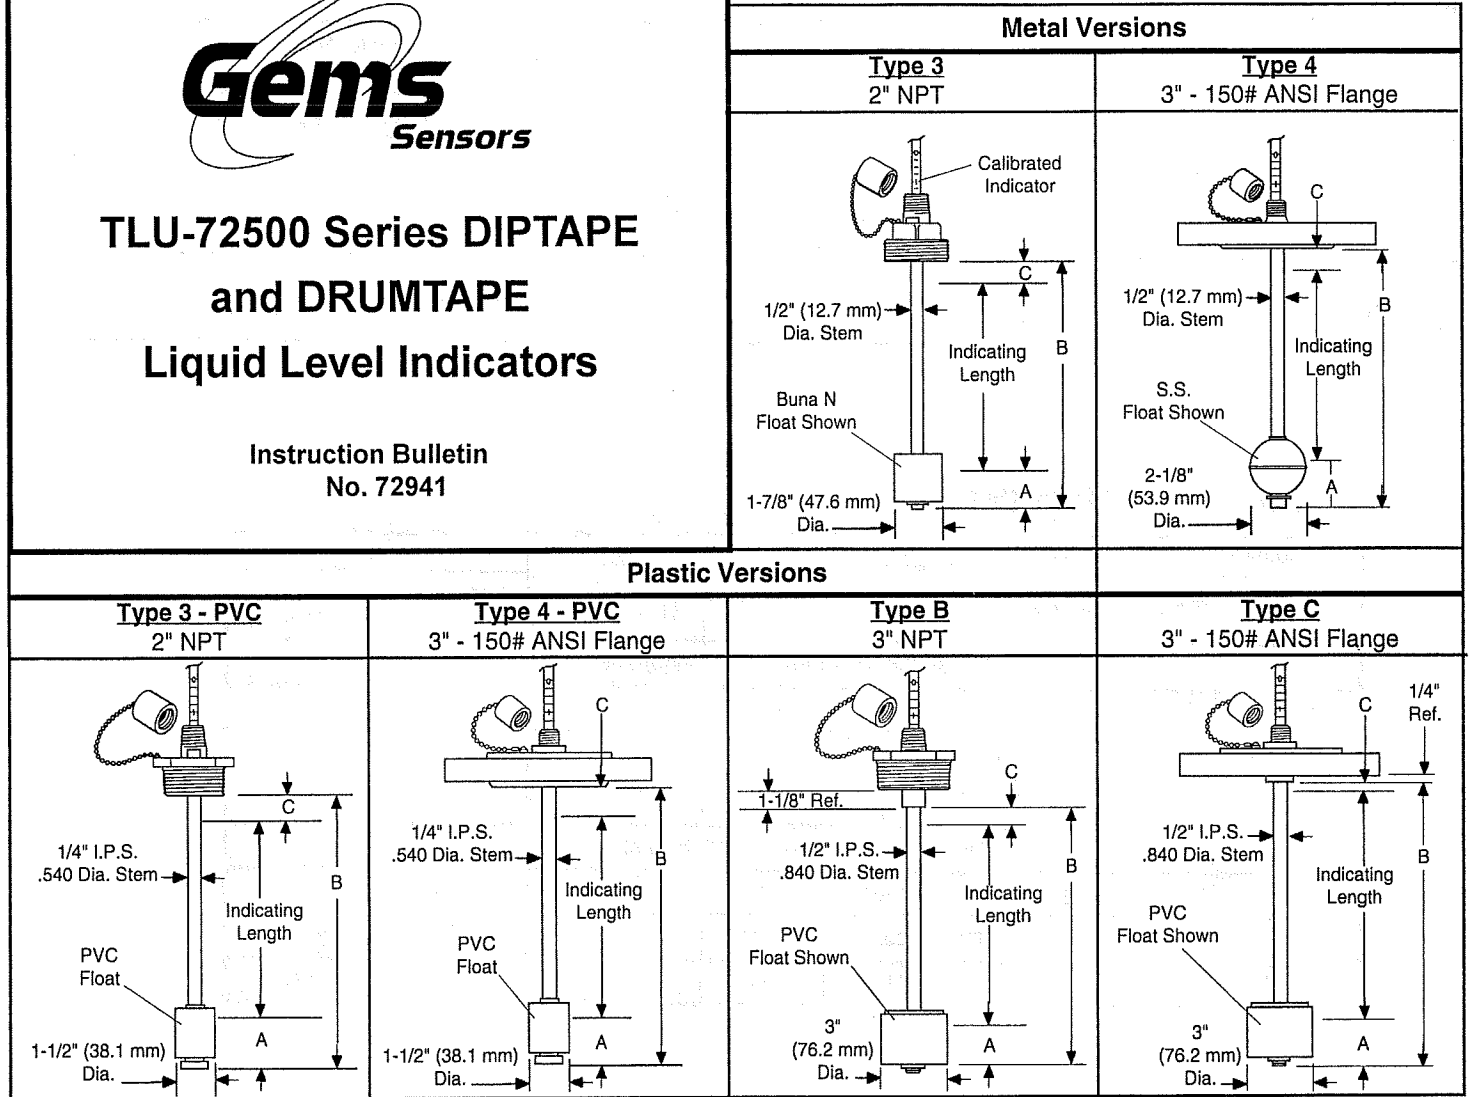 Gems
Sensors
TLU-72500 Series DIPTAPE
and DRUMTAPE
Liquid Level Indicators
Instruction Bulletin
No. 72941
Metal Versions
Type 3
2" NPT
Calibrated
Indicator
C
1/2" (12.7 mm)
Dia. Stem
B
Indicating
Length
Buna N
Float Shown
A
1-7/8" (47.6 mm)
Dia.
Type 4
3" - 150# ANSI Flange
C
1/2" (12.7 mm)
Dia. Stem
B
Indicating
Length
S.S.
Float Shown
2-1/8"
(53.9 mm)
Dia.
A
Plastic Versions
Type 3 - PVC
2" NPT
C
1/4" I.P.S.
.540 Dia. Stem
B
Indicating
Length
PVC
Float
A
1-1/2" (38.1 mm)
Dia.
Type 4 - PVC
3" - 150# ANSI Flange
C
1/4" I.P.S.
.540 Dia. Stem
B
Indicating
Length
PVC
Float
A
1-1/2" (38.1 mm)
Dia.
Type B
3" NPT
C
1-1/8" Ref.
1/2" I.P.S.
.840 Dia. Stem
B
Indicating
Length
PVC
Float Shown
3"
(76.2 mm)
Dia.
A
Type C
3" - 150# ANSI Flange
1/4"
Ref.
C
1/2" I.P.S.
.840 Dia. Stem
B
Indicating
Length
PVC
Float Shown
3"
(76.2 mm)
Dia.
A